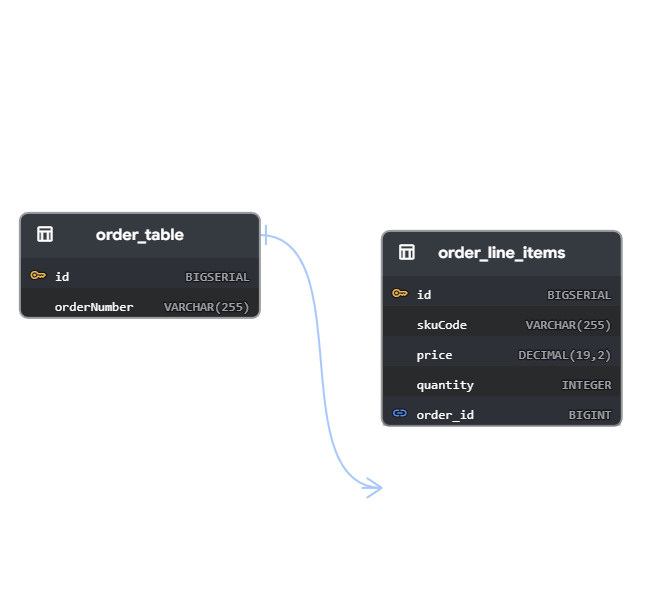 order_table
id BIGSERIAL
orderNumber VARCHAR(255)
order_line_items
id BIGSERIAL
skuCode VARCHAR(255)
price DECIMAL(19,2)
quantity INTEGER
order_id BIGINT